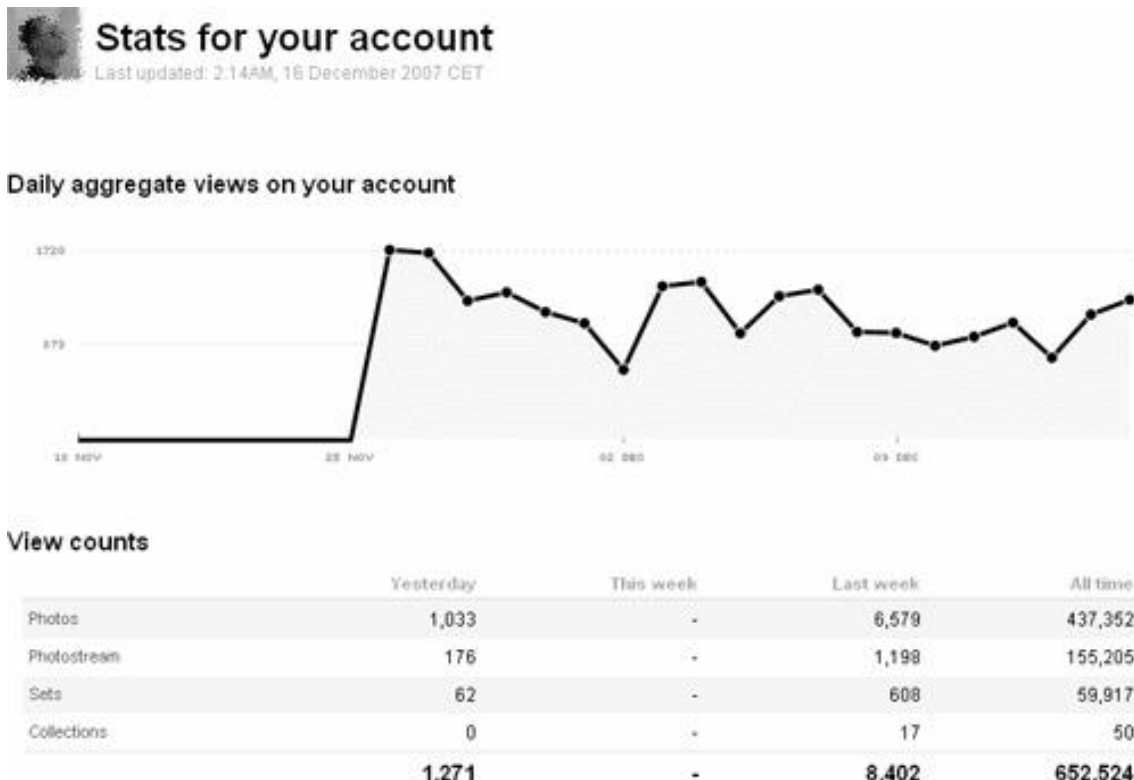 Stats for your account
Last updated: 2:14AM, 16 December 2007 CET
Daily aggregate views on your account
1720
25 NOV
02 DEC
09 DEC
View counts
Yesterday This week Last week All time
Photos 1,033 - 6,579 437,352
Photostream 176 - 1,198 155,205
Sets 62 - 608 59,917
Collections 0 - 17 50
1,271 - 8,402 652,524